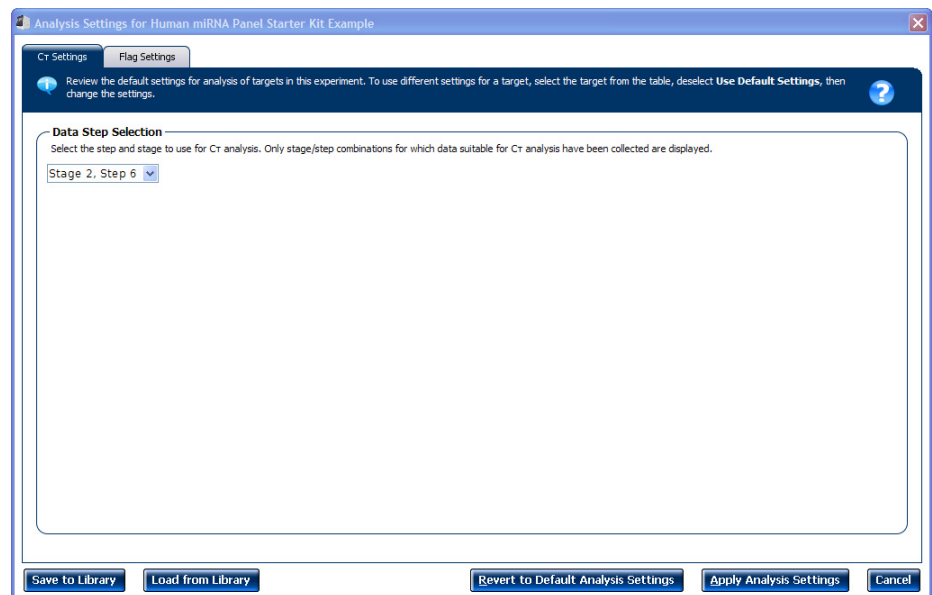 Analysis Settings for Human miRNA Panel Starter Kit Example
CT Settings Flag Settings
Review the default settings for analysis of targets in this experiment. To use different settings for a target, select the target from the table, deselect Use Default Settings, then
change the settings.
Data Step Selection
Select the step and stage to use for CT analysis. Only stage/step combinations for which data suitable for CT analysis have been collected are displayed.
Stage 2, Step 6
Save to Library Load from Library Revert to Default Analysis Settings Apply Analysis Settings Cancel